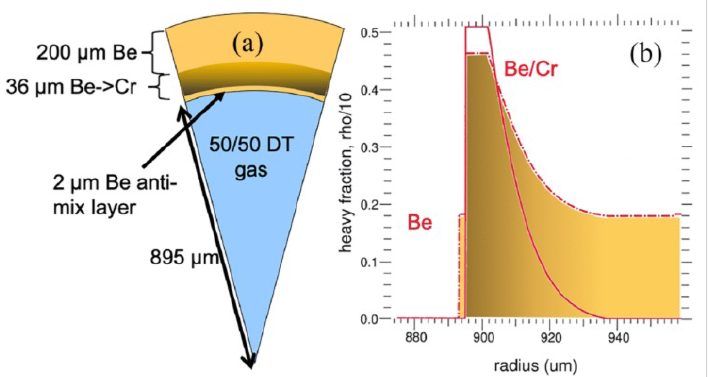 (a)
200 µm Be
36 µm Be->Cr
50/50 DT
gas
2 µm Be anti-
mix layer
895 µm
(b)
heavy fraction, rho/10
0.5
0.4
0.3
0.2
0.1
0.0
Be/Cr
Be
880
900
920
940
radius (um)